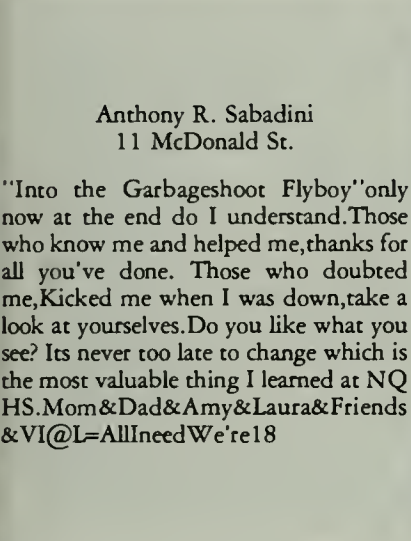 Anthony R. Sabadini
11 McDonald St.
"Into the Garbageshoot Flyboy"only
now at the end do I understand.Those
who know me and helped me,thanks for
all you've done. Those who doubted
me,Kicked me when I was down,take a
look at yourselves.Do you like what you
see? Its never too late to change which is
the most valuable thing I learned at NQ
HS.Mom&Dad&Amy&Laura&Friends
&VI@L=AllIneedWe're18